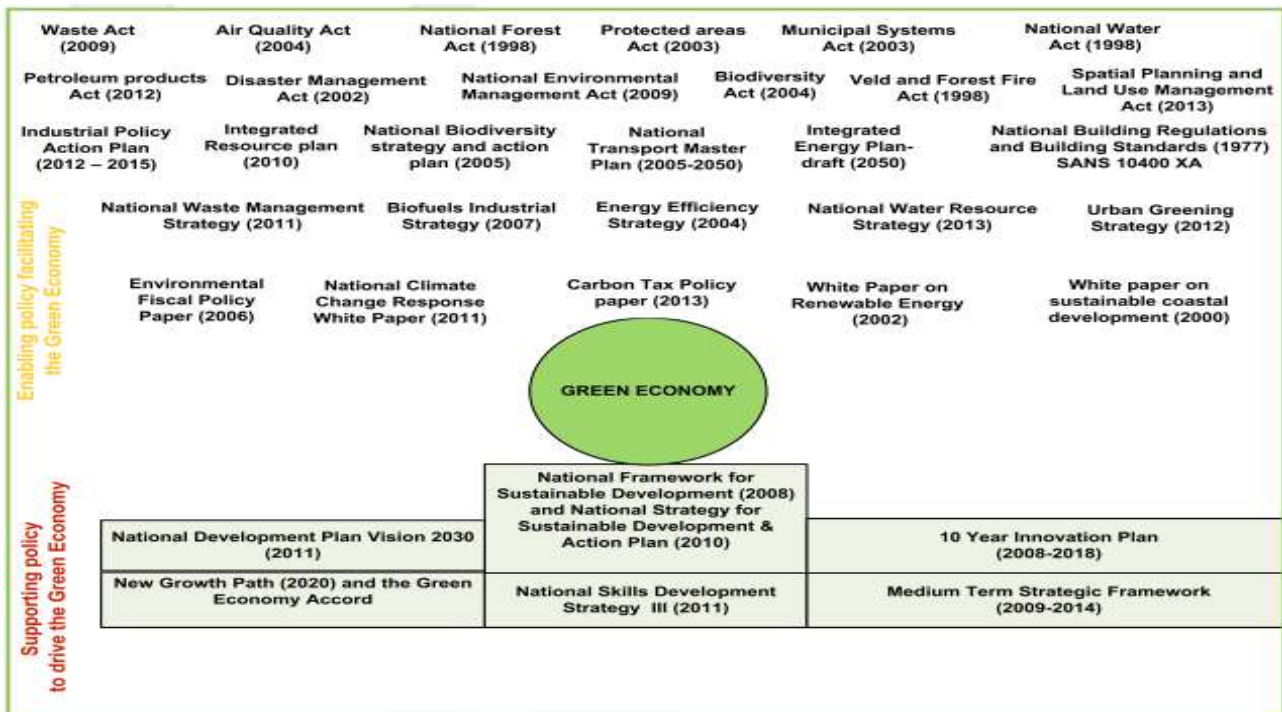 Waste Act
(2009)
Air Quality Act
(2004)
National Forest
Act (1998)
Protected areas
Act (2003)
Municipal Systems
Act (2003)
National Water
Act (1998)
Petroleum products
Act (2012)
Disaster Management
Act (2002)
National Environmental
Management Act (2009)
Biodiversity
Act (2004)
Veld and Forest Fire
Act (1998)
Spatial Planning and
Land Use Management
Act (2013)
Industrial Policy
Action Plan
(2012 – 2015)
Integrated
Resource plan
(2010)
National Biodiversity
strategy and action
plan (2005)
National
Transport Master
Plan (2005-2050)
Integrated
Energy Plan-
draft (2050)
National Building Regulations
and Building Standards (1977)
SANS 10400 XA
National Waste Management
Strategy (2011)
Biofuels Industrial
Strategy (2007)
Energy Efficiency
Strategy (2004)
National Water Resource
Strategy (2013)
Urban Greening
Strategy (2012)
Environmental
Fiscal Policy
Paper (2006)
National Climate
Change Response
White Paper (2011)
Carbon Tax Policy
paper (2013)
White Paper on
Renewable Energy
(2002)
White paper on
sustainable coastal
development (2000)
Enabling policy facilitating
the Green Economy
GREEN ECONOMY
Supporting policy
to drive the Green Economy
National Framework for
Sustainable Development (2008)
and National Strategy for
Sustainable Development &
Action Plan (2010)
National Development Plan Vision 2030
(2011)
10 Year Innovation Plan
(2008-2018)
New Growth Path (2020) and the Green
Economy Accord
National Skills Development
Strategy III (2011)
Medium Term Strategic Framework
(2009-2014)